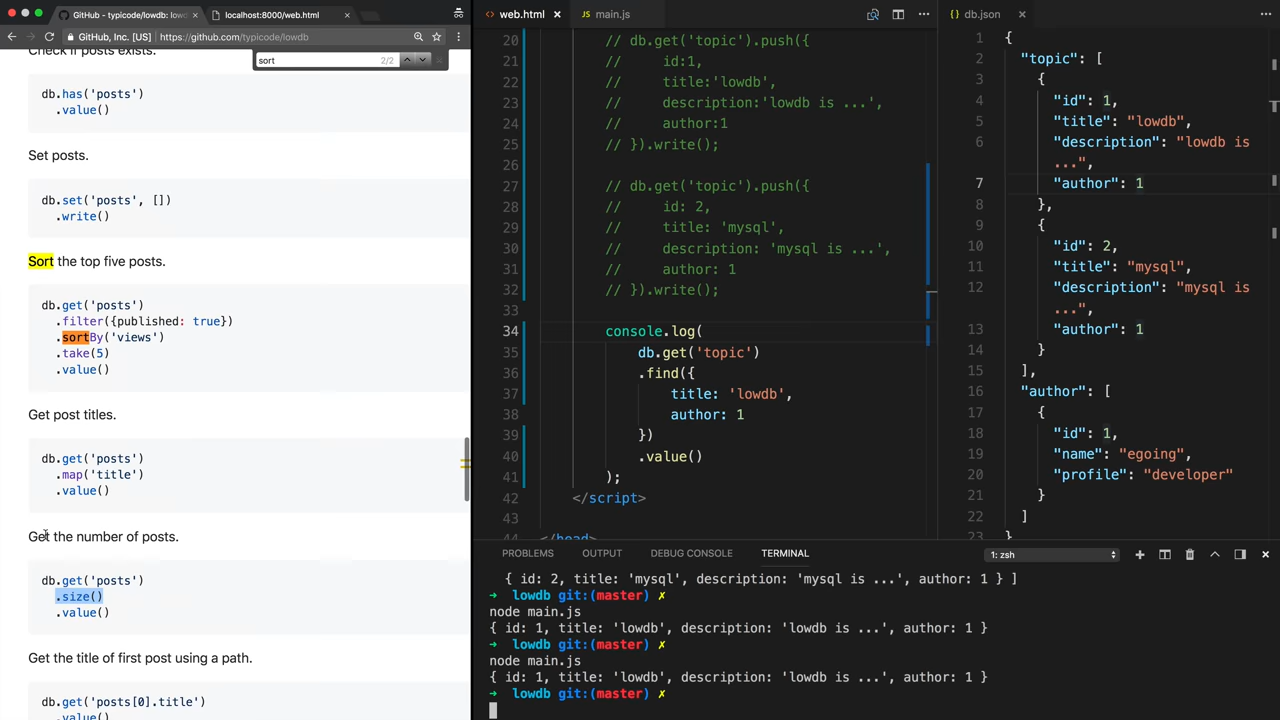 GitHub - typicode/lowdb: lowdb
localhost:8000/web.html
GitHub, Inc. [US] | https://github.com/typicode/lowdb
sort
2/2
Check if posts exists.
db.has('posts')
.value()
Set posts.
db.set('posts', [])
.write()
Sort the top five posts.
db.get('posts')
.filter({published: true})
.sortBy('views')
.take(5)
.value()
Get post titles.
db.get('posts')
.map('title')
.value()
Get the number of posts.
db.get('posts')
.size()
.value()
Get the title of first post using a path.
db.get('posts[0].title')
.value()
web.html
JS main.js
20 // db.get('topic').push({
21 //     id:1,
22 //     title:'lowdb',
23 //     description:'lowdb is ...',
24 //     author:1
25 // }).write();
26
27 // db.get('topic').push({
28 //     id: 2,
29 //     title: 'mysql',
30 //     description: 'mysql is ...',
31 //     author: 1
32 // }).write();
33
34 console.log(
35     db.get('topic')
36     .find({
37         title: 'lowdb',
38         author: 1
39     })
40     .value()
41 );
42 </script>
43
44 </head>
{} db.json
1 {
2 "topic": [
3 {
4 "id": 1,
5 "title": "lowdb",
6 "description": "lowdb is
...",
7 "author": 1
8 },
9 {
10 "id": 2,
11 "title": "mysql",
12 "description": "mysql is
...",
13 "author": 1
14 }
15 ],
16 "author": [
17 {
18 "id": 1,
19 "name": "egoing",
20 "profile": "developer"
21 }
22 ]
23 }
PROBLEMS OUTPUT DEBUG CONSOLE TERMINAL
1: zsh
{ id: 2, title: 'mysql', description: 'mysql is ...', author: 1 } ]
➜ lowdb git:(master) ✗
node main.js
{ id: 1, title: 'lowdb', description: 'lowdb is ...', author: 1 }
➜ lowdb git:(master) ✗
node main.js
{ id: 1, title: 'lowdb', description: 'lowdb is ...', author: 1 }
➜ lowdb git:(master) ✗